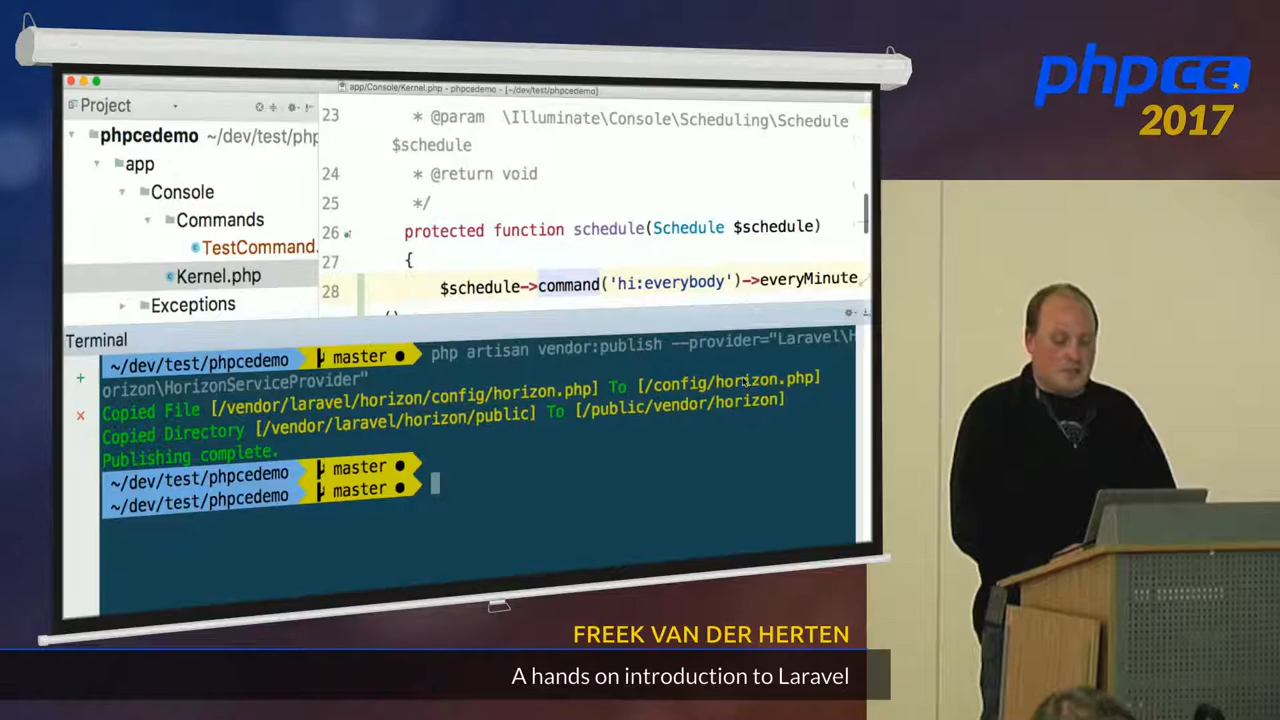 phpCE
2017
app/Console/Kernel.php - phpcedemo - [~/dev/test/phpcedemo]
Project
phpcedemo ~/dev/test/ph
app
Console
Commands
TestCommand.
Kernel.php
Exceptions
23 * @param \Illuminate\Console\Scheduling\Schedule
$schedule
24 * @return void
25 */
26 protected function schedule(Schedule $schedule)
27 {
28 $schedule->command('hi:everybody')->everyMinute
();
Terminal
~/dev/test/phpcedemo master ● php artisan vendor:publish --provider="Laravel\H
orizon\HorizonServiceProvider"
Copied File [/vendor/laravel/horizon/config/horizon.php] To [/config/horizon.php]
Copied Directory [/vendor/laravel/horizon/public] To [/public/vendor/horizon]
Publishing complete.
~/dev/test/phpcedemo master ●
~/dev/test/phpcedemo master ●
FREEK VAN DER HERTEN
A hands on introduction to Laravel